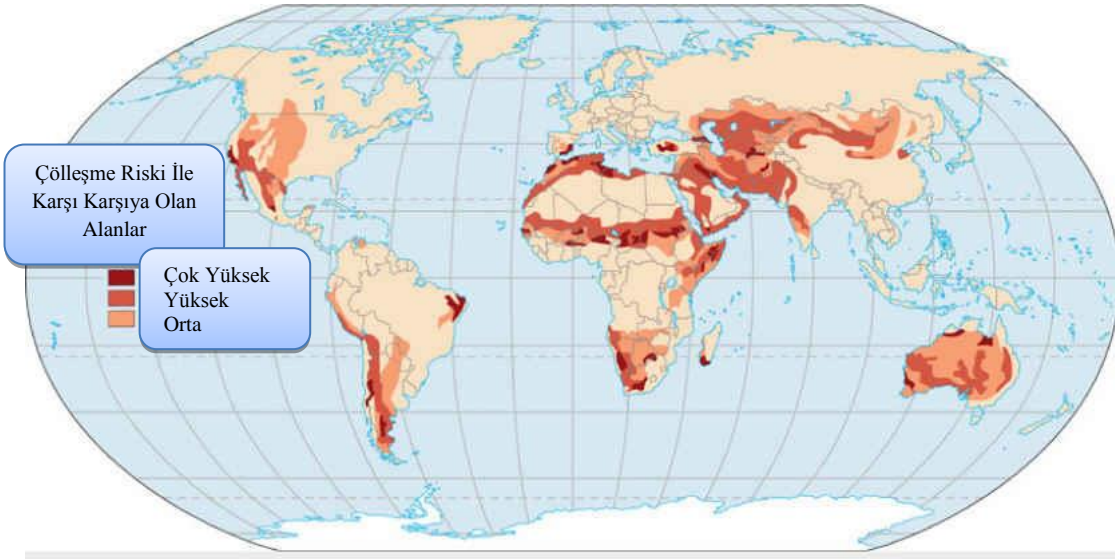 Çölleşme Riski İle
Karşı Karşıya Olan
Alanlar
Çok Yüksek
Yüksek
Orta